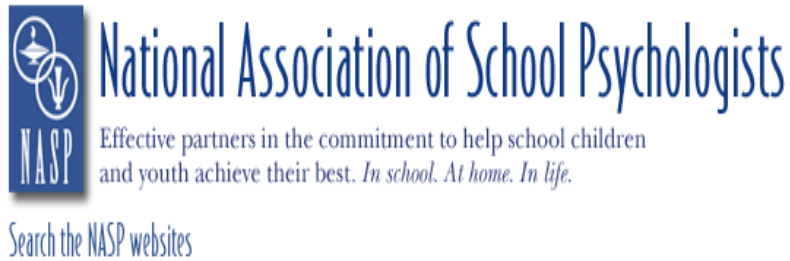 National Association of School Psychologists
NASP
Effective partners in the commitment to help school children
and youth achieve their best. In school. At home. In life.
Search the NASP websites